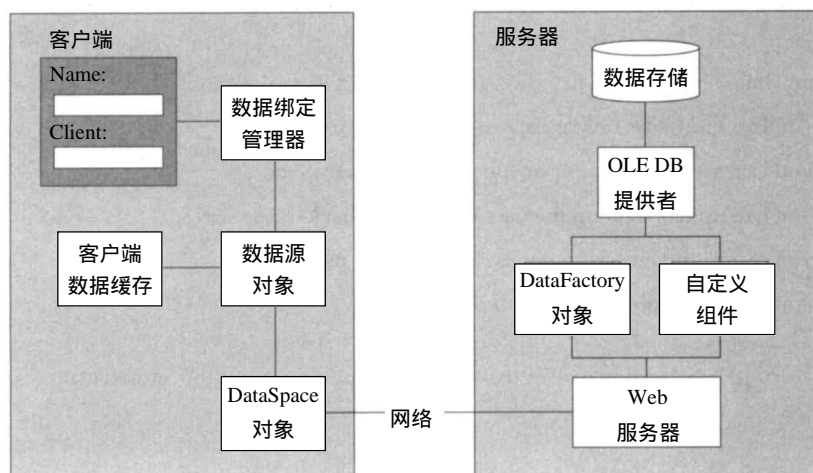 客户端
Name:
Client:
数据绑定
管理器
客户端
数据缓存
数据源
对象
DataSpace
对象
网络
服务器
数据存储
OLE DB
提供者
DataFactory
对象
自定义
组件
Web
服务器